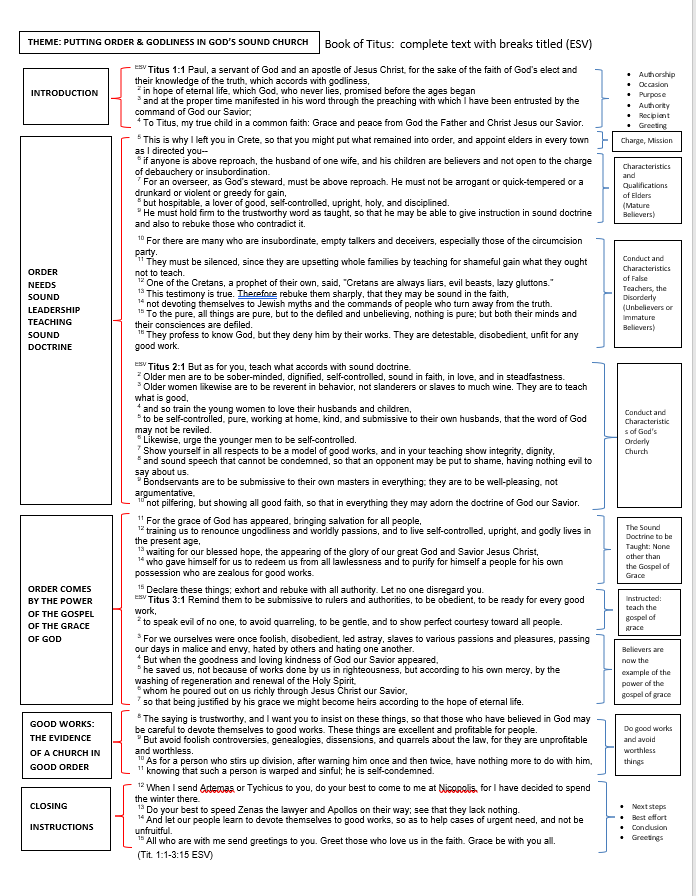 THEME: PUTTING ORDER & GODLINESS IN GOD'S SOUND CHURCH
Book of Titus:  complete text with breaks titled (ESV)
INTRODUCTION
ESV Titus 1:1 Paul, a servant of God and an apostle of Jesus Christ, for the sake of the faith of God's elect and
their knowledge of the truth, which accords with godliness,
2 in hope of eternal life, which God, who never lies, promised before the ages began
3 and at the proper time manifested in his word through the preaching with which I have been entrusted by the
command of God our Savior;
4 To Titus, my true child in a common faith: Grace and peace from God the Father and Christ Jesus our Savior.
• Authorship
• Occasion
• Purpose
• Authority
• Recipient
• Greeting
ORDER
NEEDS
SOUND
LEADERSHIP
TEACHING
SOUND
DOCTRINE
5 This is why I left you in Crete, so that you might put what remained into order, and appoint elders in every town
as I directed you--
6 if anyone is above reproach, the husband of one wife, and his children are believers and not open to the charge
of debauchery or insubordination.
7 For an overseer, as God's steward, must be above reproach. He must not be arrogant or quick-tempered or a
drunkard or violent or greedy for gain,
8 but hospitable, a lover of good, self-controlled, upright, holy, and disciplined.
9 He must hold firm to the trustworthy word as taught, so that he may be able to give instruction in sound doctrine
and also to rebuke those who contradict it.
Charge, Mission
Characteristics
and
Qualifications
of Elders
(Mature
Believers)
10 For there are many who are insubordinate, empty talkers and deceivers, especially those of the circumcision
party.
11 They must be silenced, since they are upsetting whole families by teaching for shameful gain what they ought
not to teach.
12 One of the Cretans, a prophet of their own, said, "Cretans are always liars, evil beasts, lazy gluttons."
13 This testimony is true. Therefore rebuke them sharply, that they may be sound in the faith,
14 not devoting themselves to Jewish myths and the commands of people who turn away from the truth.
15 To the pure, all things are pure, but to the defiled and unbelieving, nothing is pure; but both their minds and
their consciences are defiled.
16 They profess to know God, but they deny him by their works. They are detestable, disobedient, unfit for any
good work.
Conduct and
Characteristics
of False
Teachers, the
Disorderly
(Unbelievers or
Immature
Believers)
ESV Titus 2:1 But as for you, teach what accords with sound doctrine.
2 Older men are to be sober-minded, dignified, self-controlled, sound in faith, in love, and in steadfastness.
3 Older women likewise are to be reverent in behavior, not slanderers or slaves to much wine. They are to teach
what is good,
4 and so train the young women to love their husbands and children,
5 to be self-controlled, pure, working at home, kind, and submissive to their own husbands, that the word of God
may not be reviled.
6 Likewise, urge the younger men to be self-controlled.
7 Show yourself in all respects to be a model of good works, and in your teaching show integrity, dignity,
8 and sound speech that cannot be condemned, so that an opponent may be put to shame, having nothing evil to
say about us.
9 Bondservants are to be submissive to their own masters in everything; they are to be well-pleasing, not
argumentative,
10 not pilfering, but showing all good faith, so that in everything they may adorn the doctrine of God our Savior.
Conduct and
Characteristic
s of God's
Orderly
Church
ORDER COMES
BY THE POWER
OF THE GOSPEL
OF THE GRACE
OF GOD
11 For the grace of God has appeared, bringing salvation for all people,
12 training us to renounce ungodliness and worldly passions, and to live self-controlled, upright, and godly lives in
the present age,
13 waiting for our blessed hope, the appearing of the glory of our great God and Savior Jesus Christ,
14 who gave himself for us to redeem us from all lawlessness and to purify for himself a people for his own
possession who are zealous for good works.
The Sound
Doctrine to be
Taught: None
other than
the Gospel of
Grace
15 Declare these things; exhort and rebuke with all authority. Let no one disregard you.
ESV Titus 3:1 Remind them to be submissive to rulers and authorities, to be obedient, to be ready for every good
work,
2 to speak evil of no one, to avoid quarreling, to be gentle, and to show perfect courtesy toward all people.
Instructed:
teach the
gospel of
grace
3 For we ourselves were once foolish, disobedient, led astray, slaves to various passions and pleasures, passing
our days in malice and envy, hated by others and hating one another.
4 But when the goodness and loving kindness of God our Savior appeared,
5 he saved us, not because of works done by us in righteousness, but according to his own mercy, by the
washing of regeneration and renewal of the Holy Spirit,
6 whom he poured out on us richly through Jesus Christ our Savior,
7 so that being justified by his grace we might become heirs according to the hope of eternal life.
Believers are
now the
example of the
power of the
gospel of grace
GOOD WORKS:
THE EVIDENCE
OF A CHURCH IN
GOOD ORDER
8 The saying is trustworthy, and I want you to insist on these things, so that those who have believed in God may
be careful to devote themselves to good works. These things are excellent and profitable for people.
9 But avoid foolish controversies, genealogies, dissensions, and quarrels about the law, for they are unprofitable
and worthless.
10 As for a person who stirs up division, after warning him once and then twice, have nothing more to do with him,
11 knowing that such a person is warped and sinful; he is self-condemned.
Do good works
and avoid
worthless
things
CLOSING
INSTRUCTIONS
12 When I send Artemas or Tychicus to you, do your best to come to me at Nicopolis, for I have decided to spend
the winter there.
13 Do your best to speed Zenas the lawyer and Apollos on their way; see that they lack nothing.
14 And let our people learn to devote themselves to good works, so as to help cases of urgent need, and not be
unfruitful.
15 All who are with me send greetings to you. Greet those who love us in the faith. Grace be with you all.
(Tit. 1:1-3:15 ESV)
• Next steps
• Best effort
• Conclusion
• Greetings